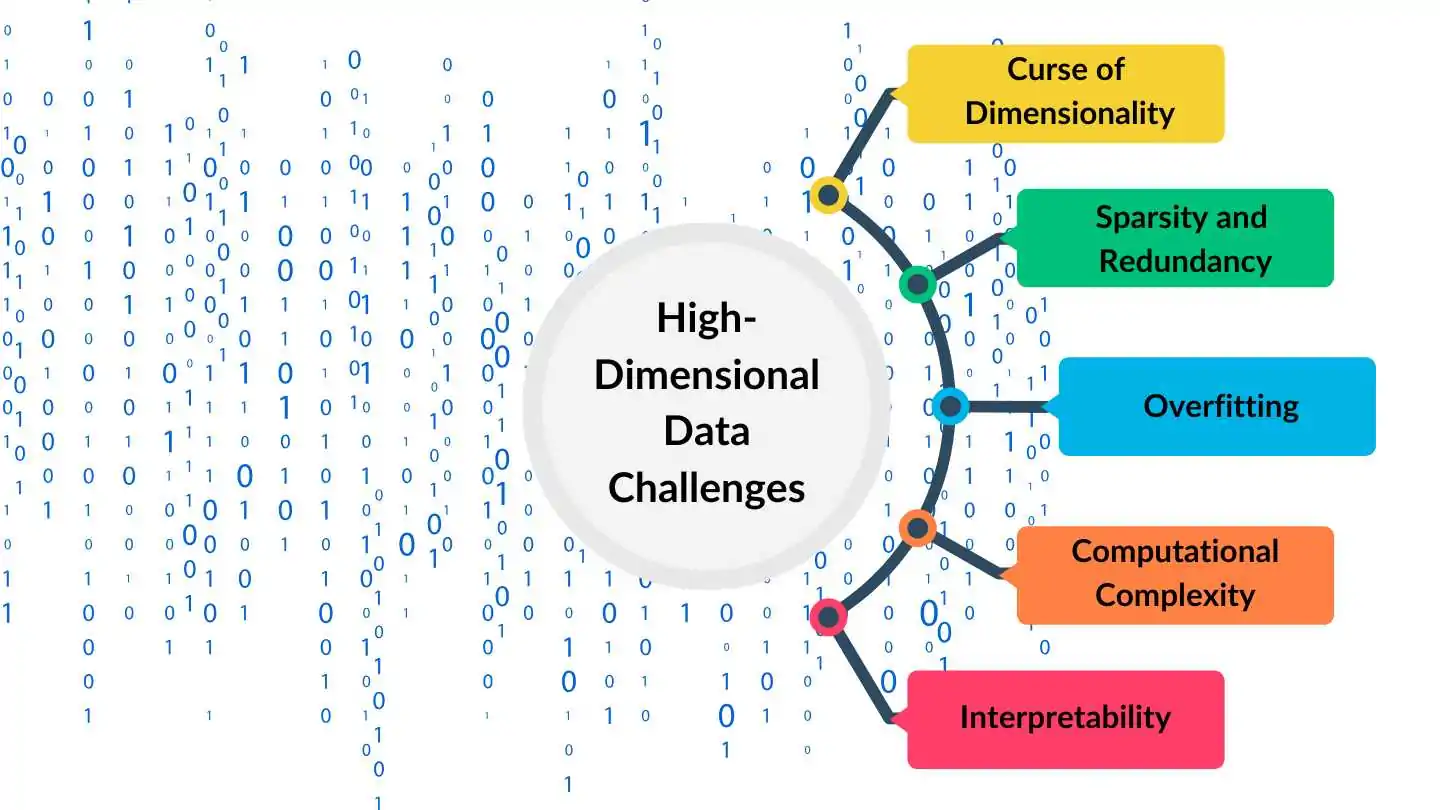 High-
Dimensional
Data
Challenges
Curse of
Dimensionality
Sparsity and
Redundancy
Overfitting
Computational
Complexity
Interpretability